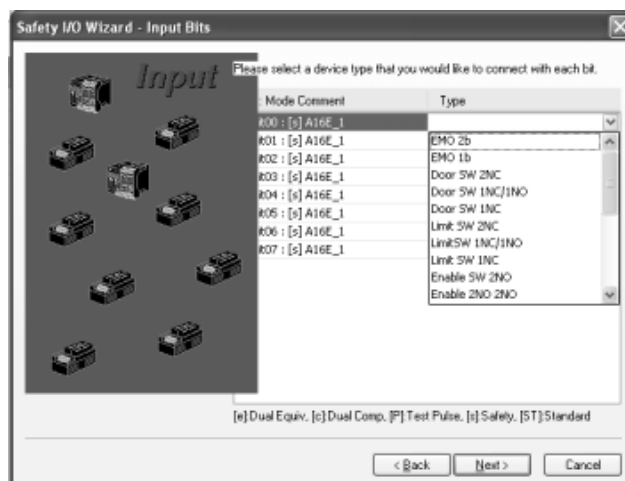 Safety I/O Wizard - Input Bits
Input
Please select a device type that you would like to connect with each bit.
: Mode Comment Type
it00 : [s] A16E_1
it01 : [s] A16E_1
it02 : [s] A16E_1
it03 : [s] A16E_1
it04 : [s] A16E_1
it05 : [s] A16E_1
it06 : [s] A16E_1
it07 : [s] A16E_1
EMO 2b
EMO 1b
Door SW 2NC
Door SW 1NC/1NO
Door SW 1NC
Limit SW 2NC
LimitSW 1NC/1NO
Limit SW 1NC
Enable SW 2NO
Enable 2NO 2NO
[e]:Dual Equiv, [c]:Dual Comp, [P]:Test Pulse, [s]:Safety, [ST]:Standard
< Back Next > Cancel